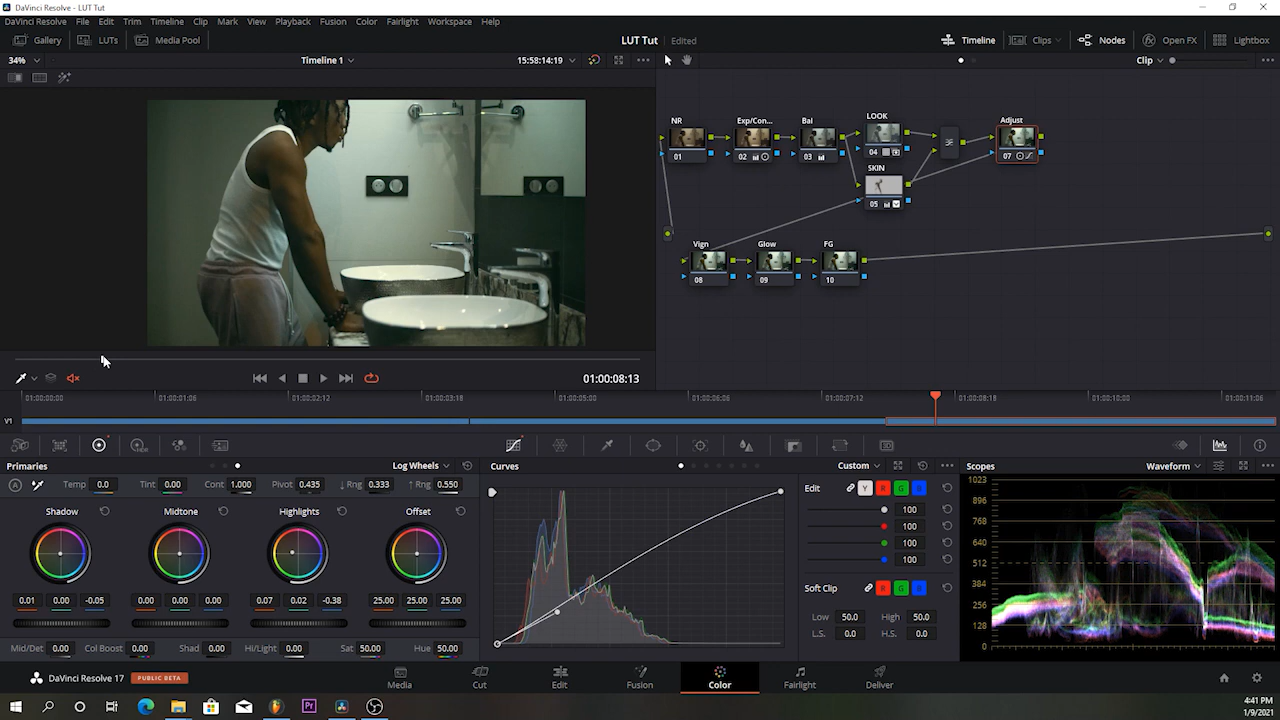 DaVinci Resolve - LUT Tut
DaVinci Resolve File Edit Trim Timeline Clip Mark View Playback Fusion Color Fairlight Workspace Help
Gallery LUTs Media Pool LUT Tut Edited Timeline Clips Nodes Open FX Lightbox
34% Timeline 1 15:58:14:19 Clip
NR Exp/Con... Bal LOOK Adjust
01 02 03 04 07
SKIN
05
Vign Glow FG
08 09 10
01:00:08:13
01:00:00:00 01:00:01:06 01:00:02:12 01:00:03:18 01:00:05:00 01:00:06:06 01:00:07:12 01:00:08:18 01:00:10:00 01:00:11:06
V1
Primaries Log Wheels Curves Custom Scopes Waveform
Temp 0.0 Tint 0.00 Cont 1.000 Pivot 0.435 ↓ Rng 0.333 ↑ Rng 0.550
Edit Y R G B
Shadow Midtone Highlights Offset
100
100
100
100
0.01 0.00 -0.05 0.00 0.00 0.00 0.07 0.02 -0.38 25.00 25.00 25.00
Soft Clip R G B
Low 50.0 High 50.0
L.S. 0.0 H.S. 0.0
Mid/Det 0.00 Col Boost 0.00 Shad 0.00 Hi/Light 0.00 Sat 50.00 Hue 50.00
1023
896
768
640
512
384
256
128
0
DaVinci Resolve 17 PUBLIC BETA Media Cut Edit Fusion Color Fairlight Deliver
Pr
4:41 PM
1/9/2021